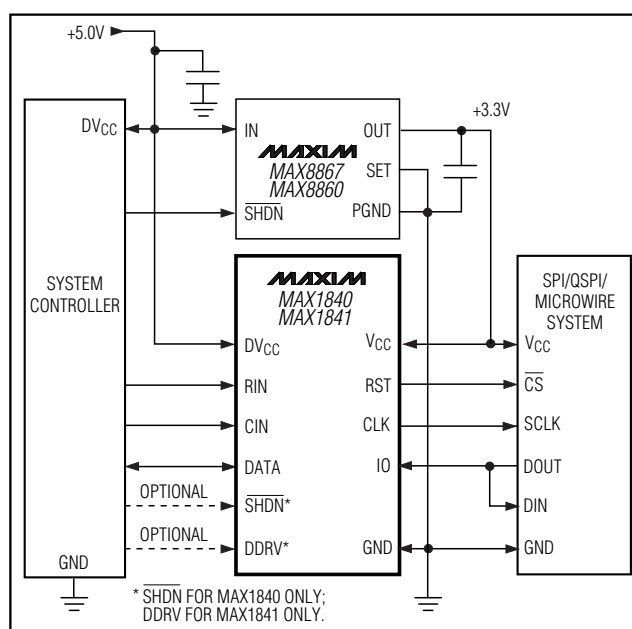 +5.0V
+3.3V
DVCC
IN
OUT
MAXIM
MAX8867
MAX8860
SET
SHDN
PGND
SYSTEM
CONTROLLER
MAXIM
MAX1840
MAX1841
SPI/QSPI/
MICROWIRE
SYSTEM
DVCC
VCC
VCC
RIN
RST
CS
CIN
CLK
SCLK
DATA
IO
DOUT
OPTIONAL
SHDN*
DIN
OPTIONAL
DDRV*
GND
GND
GND
* SHDN FOR MAX1840 ONLY;
DDRV FOR MAX1841 ONLY.